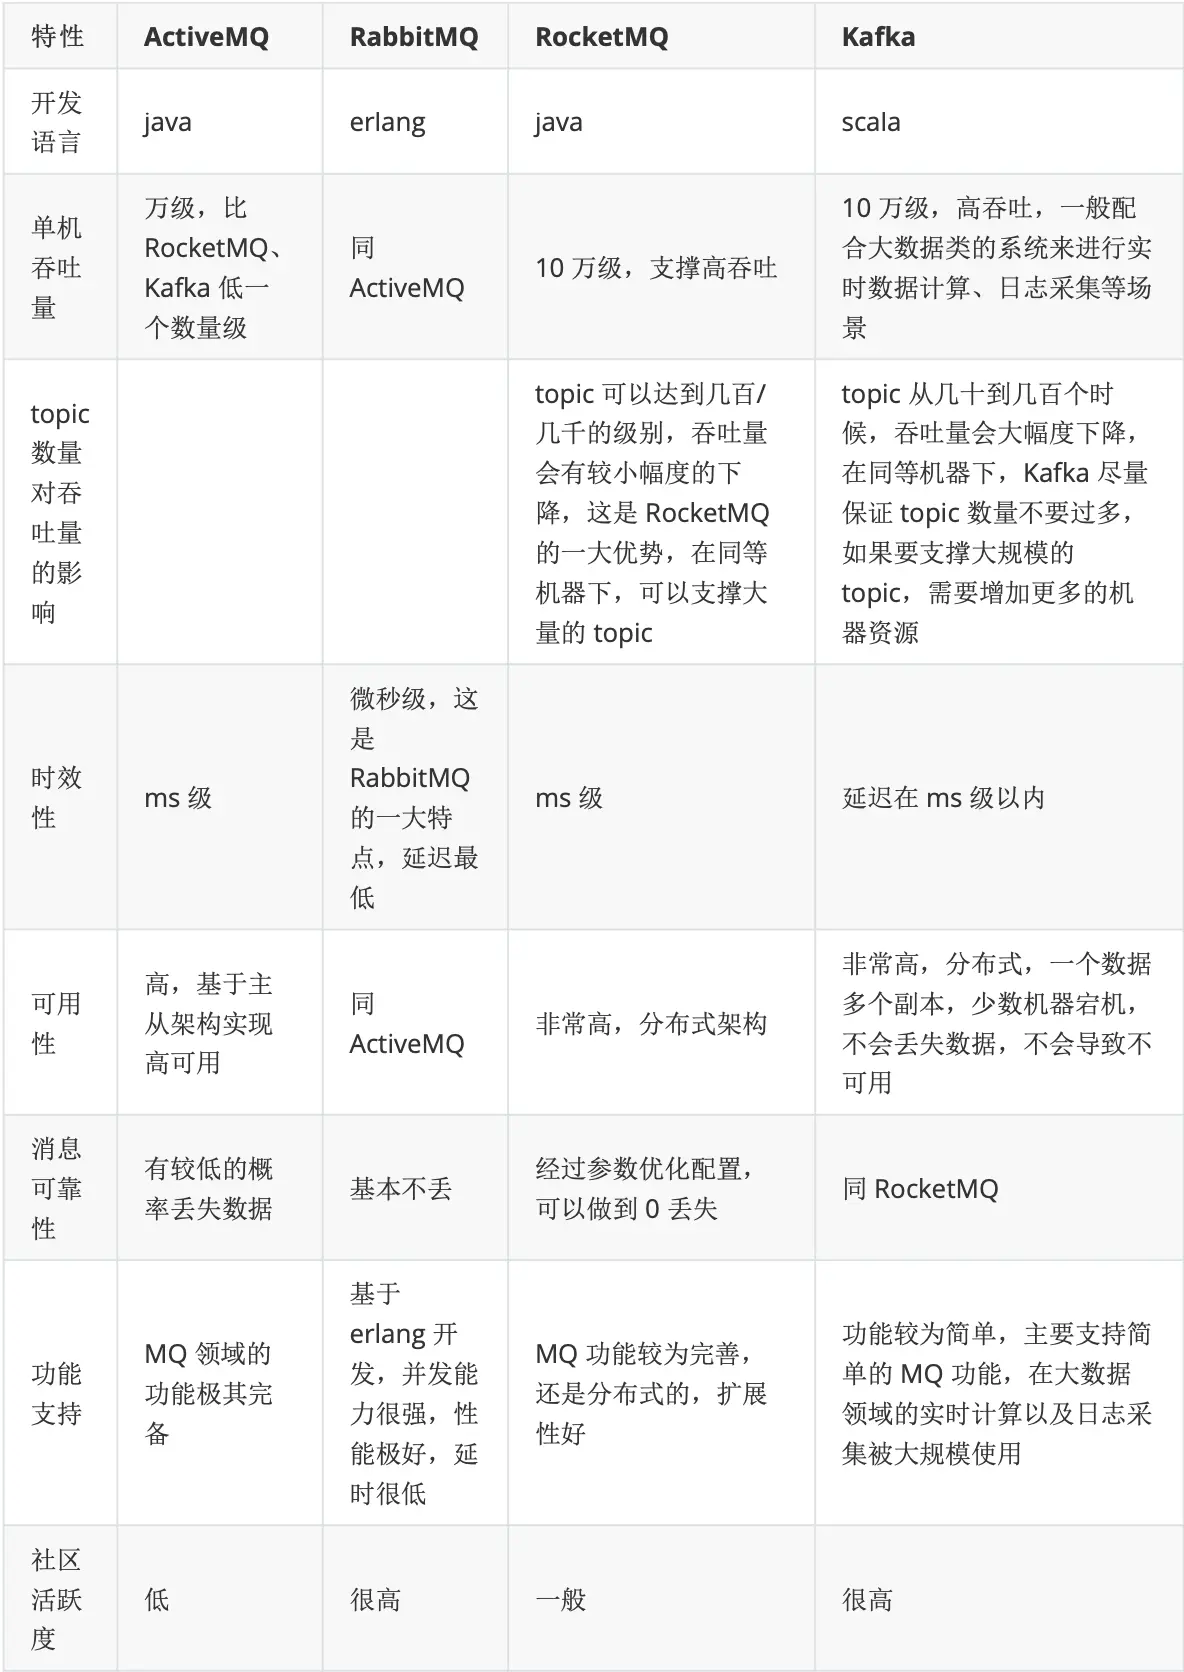 特性
ActiveMQ
RabbitMQ
RocketMQ
Kafka
开发
语言
java
erlang
java
scala
单机
吞吐
量
万级，比
RocketMQ、
Kafka 低一
个数量级
同
ActiveMQ
10 万级，支撑高吞吐
10 万级，高吞吐，一般配
合大数据类的系统来进行实
时数据计算、日志采集等场
景
topic
数量
对吞
吐量
的影
响
topic 可以达到几百/
几千的级别，吞吐量
会有较小幅度的下
降，这是 RocketMQ
的一大优势，在同等
机器下，可以支撑大
量的 topic
topic 从几十到几百个时
候，吞吐量会大幅度下降，
在同等机器下，Kafka 尽量
保证 topic 数量不要过多，
如果要支撑大规模的
topic，需要增加更多的机
器资源
时效
性
ms 级
微秒级，这
是
RabbitMQ
的一大特
点，延迟最
低
ms 级
延迟在 ms 级以内
可用
性
高，基于主
从架构实现
高可用
同
ActiveMQ
非常高，分布式架构
非常高，分布式，一个数据
多个副本，少数机器宕机，
不会丢失数据，不会导致不
可用
消息
可靠
性
有较低的概
率丢失数据
基本不丢
经过参数优化配置，
可以做到 0 丢失
同 RocketMQ
功能
支持
MQ 领域的
功能极其完
备
基于
erlang 开
发，并发能
力很强，性
能极好，延
时很低
MQ 功能较为完善，
还是分布式的，扩展
性好
功能较为简单，主要支持简
单的 MQ 功能，在大数据
领域的实时计算以及日志采
集被大规模使用
社区
活跃
度
低
很高
一般
很高